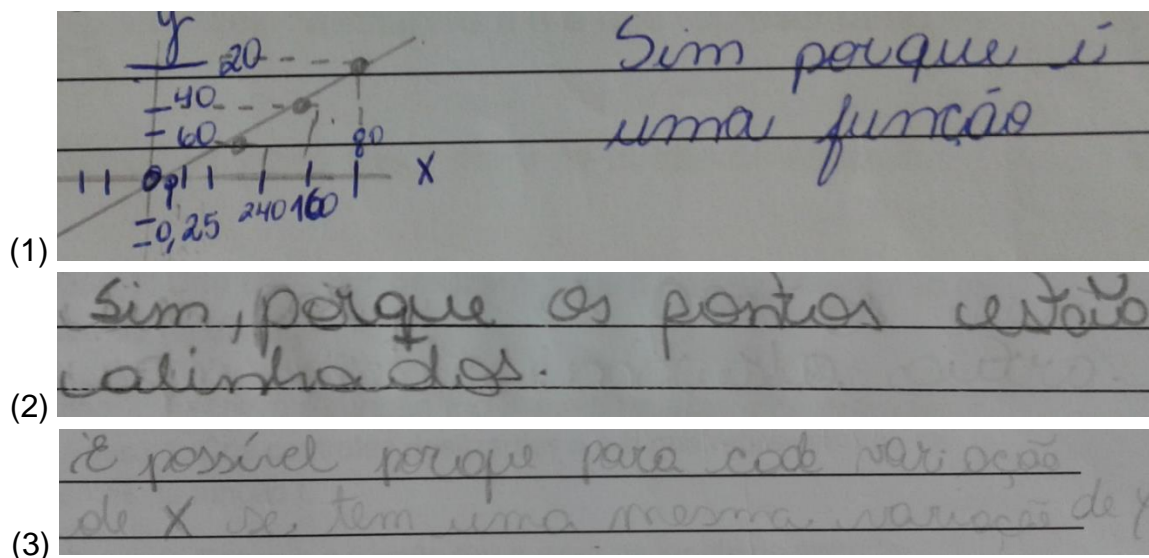 y
20
Sim porque é
40
uma função
60
80
X
0
0,25
240 160
(1)
Sim, porque os pontos estão
alinhados.
(2)
É possível porque para cada variação
de X se tem uma mesma variação de y
(3)